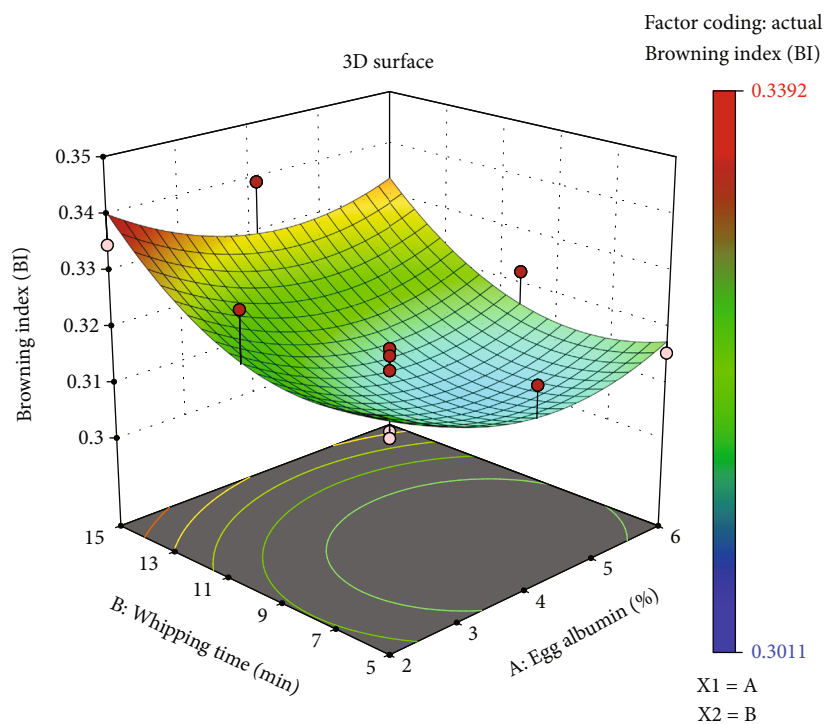 Factor coding: actual
Browning index (BI)
3D surface
0.3392
0.35
0.34
0.33
0.32
0.31
0.3
Browning index (BI)
15
13
11
9
7
5
B: Whipping time (min)
2
3
4
5
6
A: Egg albumin (%)
0.3011
X1 = A
X2 = B